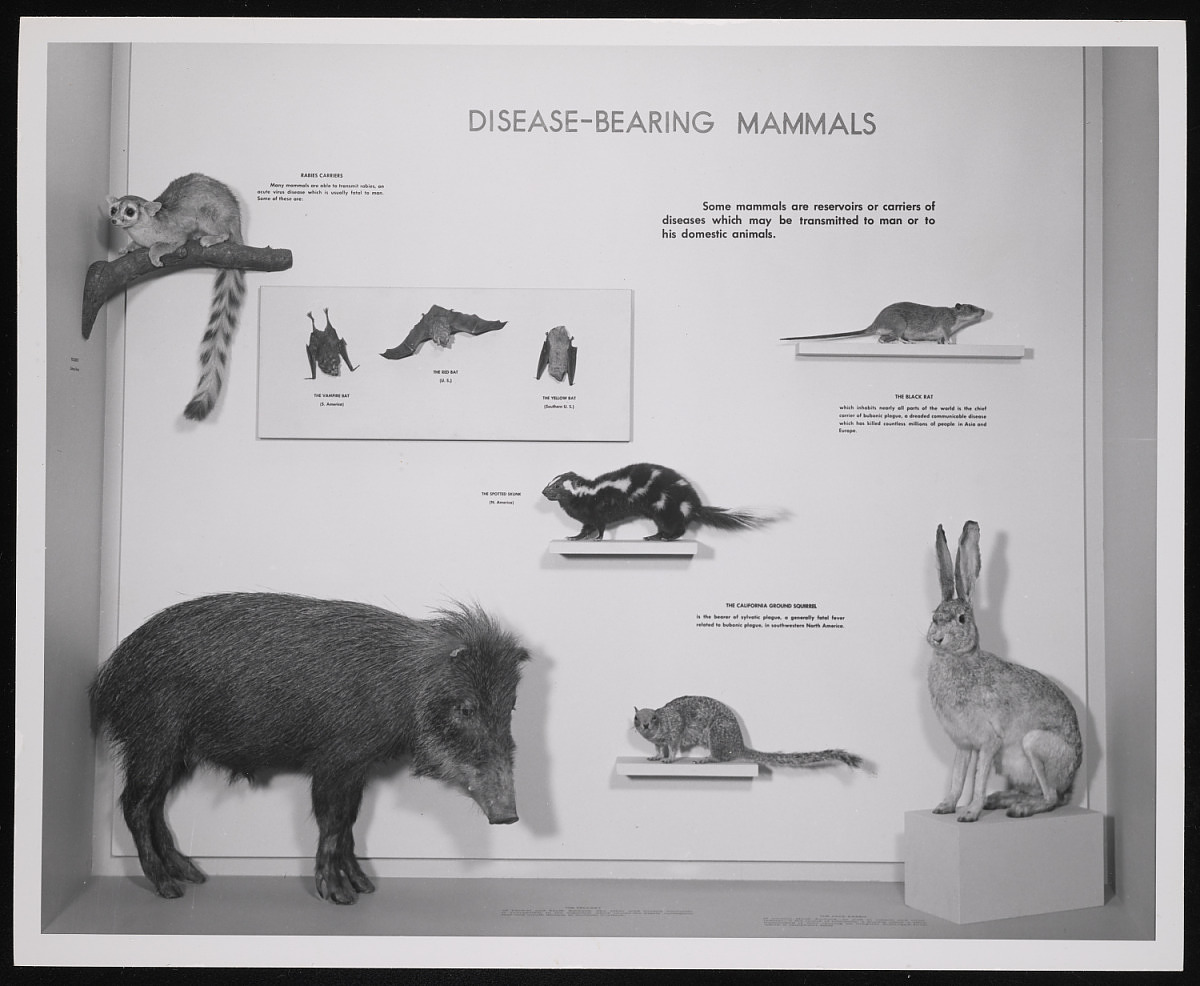 DISEASE-BEARING MAMMALS
RABIES CARRIERS
Many mammals are able to transmit rabies, an
acute virus disease which is usually fatal to man.
Some of these are:
Some mammals are reservoirs or carriers of
diseases which may be transmitted to man or to
his domestic animals.
THE VAMPIRE BAT
(S. America)
THE RED BAT
(U. S.)
THE YELLOW BAT
(Southern U. S.)
THE BLACK RAT
which inhabits nearly all parts of the world is the chief
carrier of bubonic plague, a dreaded communicable disease
which has killed countless millions of people in Asia and
Europe.
THE SPOTTED SKUNK
(N. America)
THE CALIFORNIA GROUND SQUIRREL
is the bearer of sylvatic plague, a generally fatal fever
related to bubonic plague, in southwestern North America.